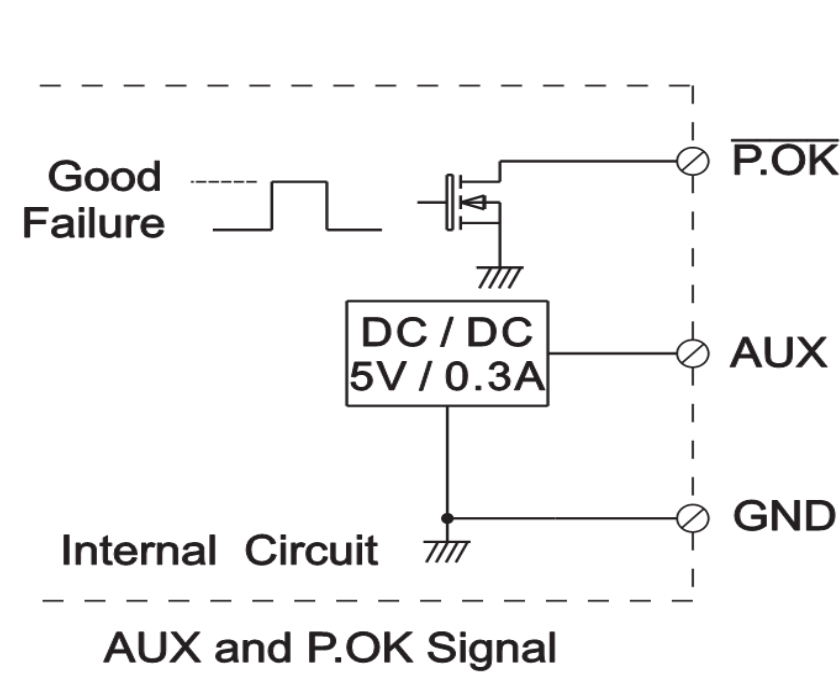 P.OK
Good
Failure
DC / DC
5V / 0.3A
AUX
GND
Internal Circuit
AUX and P.OK Signal